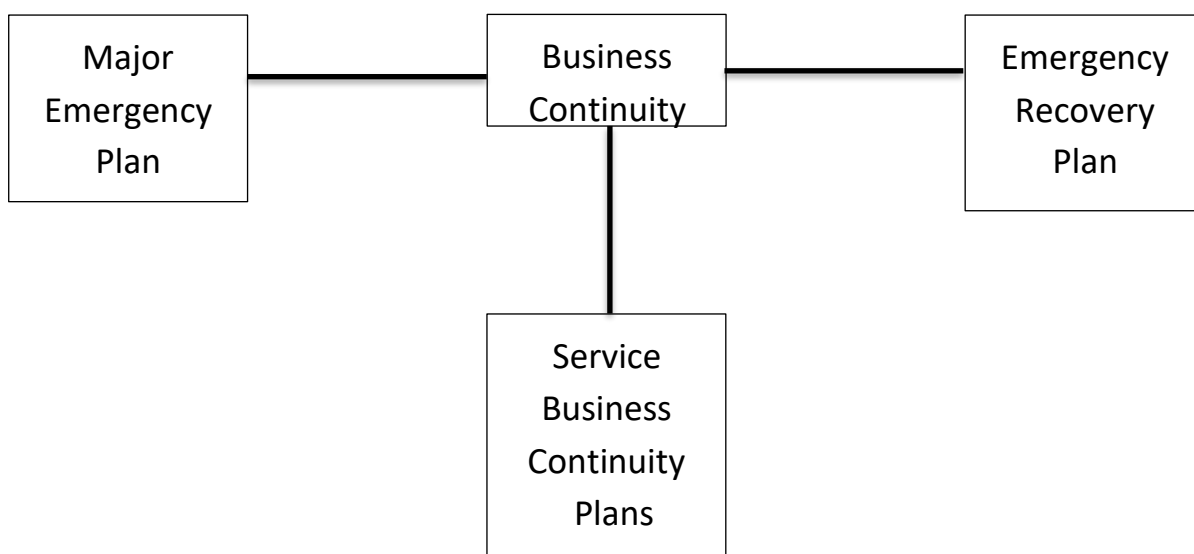 Major
Emergency
Plan
Business
Continuity
Emergency
Recovery
Plan
Service
Business
Continuity
Plans